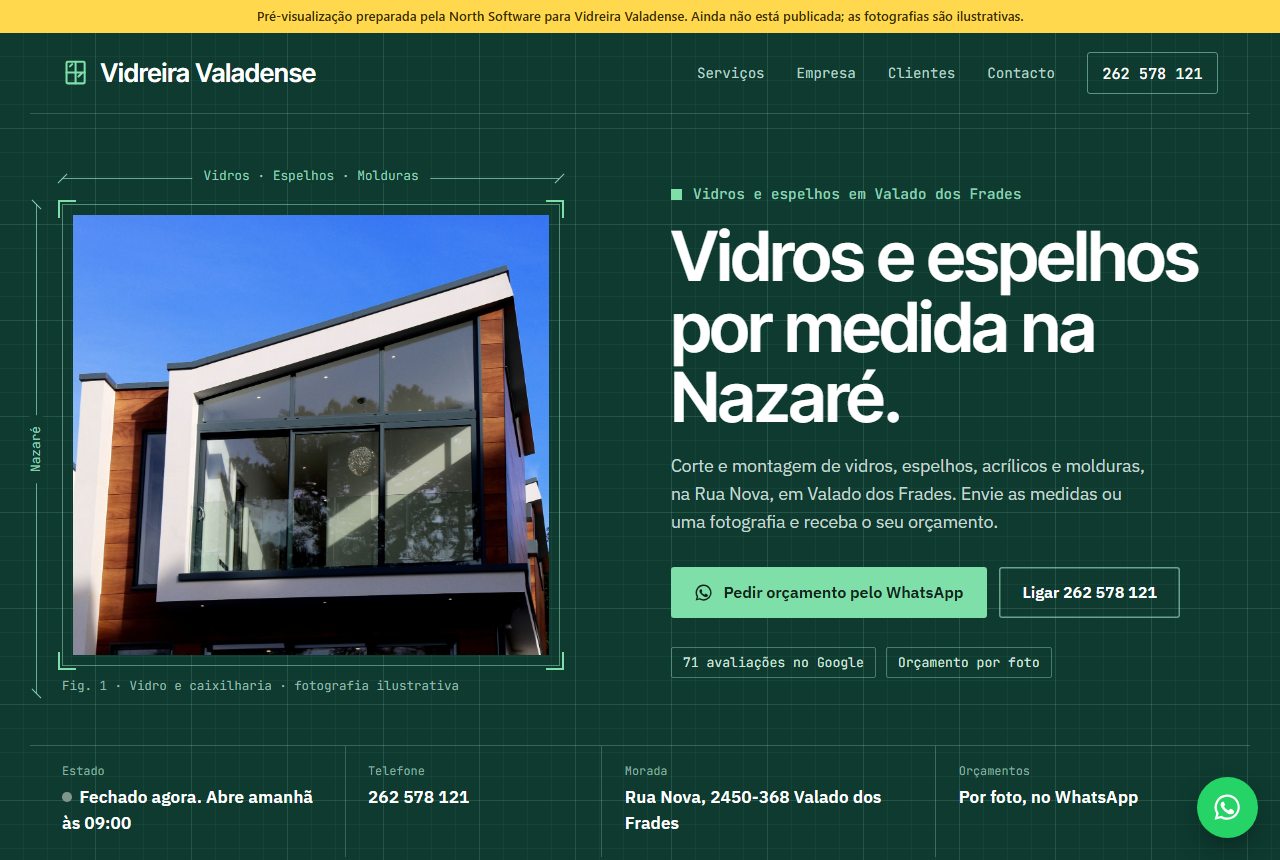 Pré-visualização preparada pela North Software para Vidreira Valadense. Ainda não está publicada; as fotografias são ilustrativas.
Vidreira Valadense
Serviços
Empresa
Clientes
Contacto
262 578 121
Vidros · Espelhos · Molduras
Nazaré
Fig. 1 · Vidro e caixilharia · fotografia ilustrativa
Vidros e espelhos em Valado dos Frades
Vidros e espelhos
por medida na
Nazaré.
Corte e montagem de vidros, espelhos, acrílicos e molduras,
na Rua Nova, em Valado dos Frades. Envie as medidas ou
uma fotografia e receba o seu orçamento.
Pedir orçamento pelo WhatsApp
Ligar 262 578 121
71 avaliações no Google
Orçamento por foto
Estado
Fechado agora. Abre amanhã
às 09:00
Telefone
262 578 121
Morada
Rua Nova, 2450-368 Valado dos
Frades
Orçamentos
Por foto, no WhatsApp